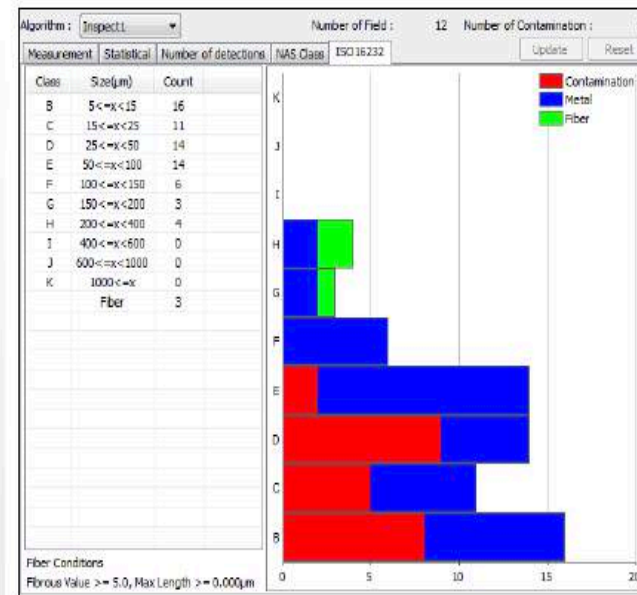 Algorithm : Inspect1 Number of Field : 12 Number of Contamination :
Measurement Statistical Number of detections NAS Class ISO 16232 Update Reset
Class Size(μm) Count
B 5<=x<15 16
C 15<=x<25 11
D 25<=x<50 14
E 50<=x<100 14
F 100<=x<150 6
G 150<=x<200 3
H 200<=x<400 4
I 400<=x<600 0
J 600<=x<1000 0
K 1000<=x 0
Fiber 3
Fiber Conditions
Fibrous Value >= 5.0, Max Length >= 0.000μm
Contamination
Metal
Fiber
K
J
I
H
G
F
E
D
C
B
0 5 10 15 20